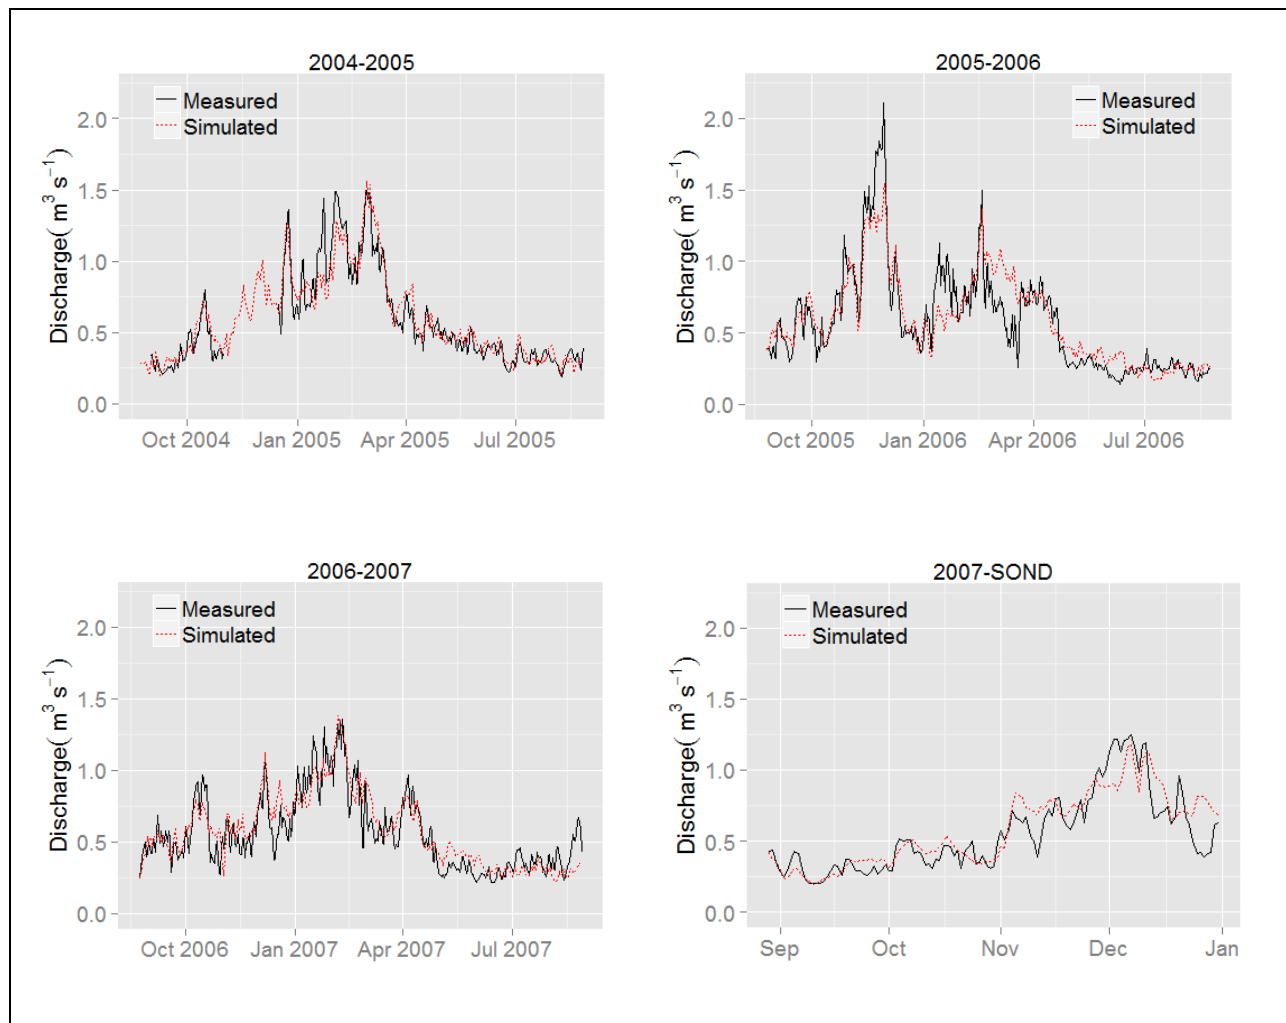 2004-2005
Measured
Simulated
Discharge( m³ s⁻¹)
2.0
1.5
1.0
0.5
0.0
Oct 2004 Jan 2005 Apr 2005 Jul 2005
2005-2006
Measured
Simulated
Discharge( m³ s⁻¹)
2.0
1.5
1.0
0.5
0.0
Oct 2005 Jan 2006 Apr 2006 Jul 2006
2006-2007
Measured
Simulated
Discharge( m³ s⁻¹)
2.0
1.5
1.0
0.5
0.0
Oct 2006 Jan 2007 Apr 2007 Jul 2007
2007-SOND
Measured
Simulated
Discharge( m³ s⁻¹)
2.0
1.5
1.0
0.5
0.0
Sep Oct Nov Dec Jan